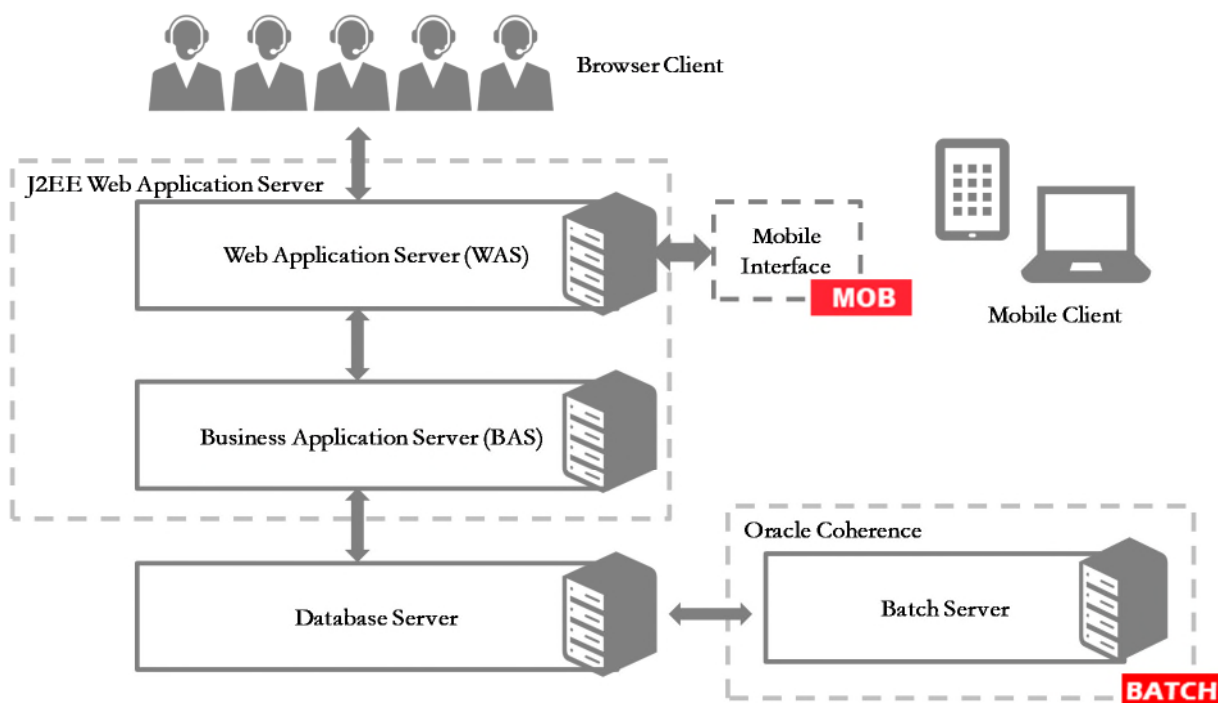 Browser Client
J2EE Web Application Server
Web Application Server (WAS)
Mobile
Interface
MOB
Mobile Client
Business Application Server (BAS)
Oracle Coherence
Database Server
Batch Server
BATCH